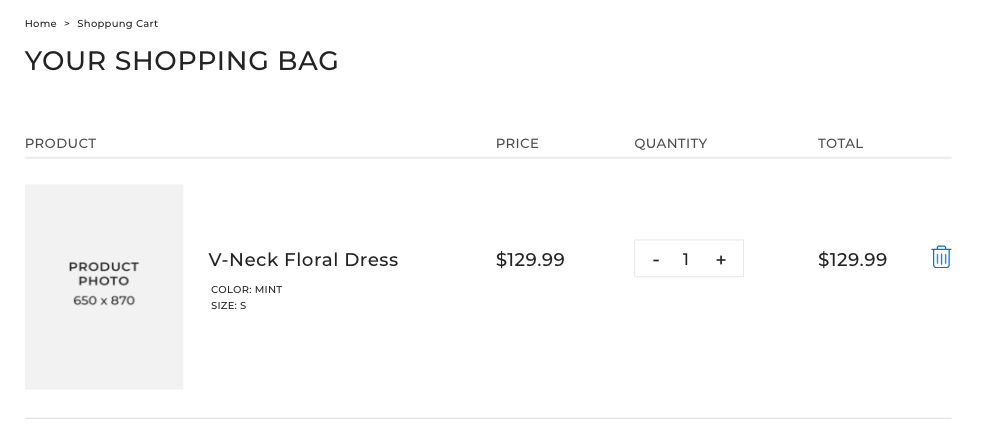 Home > Shoppung Cart
YOUR SHOPPING BAG
PRODUCT PRICE QUANTITY TOTAL
PRODUCT
PHOTO
650 x 870
V-Neck Floral Dress $129.99 - 1 + $129.99
COLOR: MINT
SIZE: S